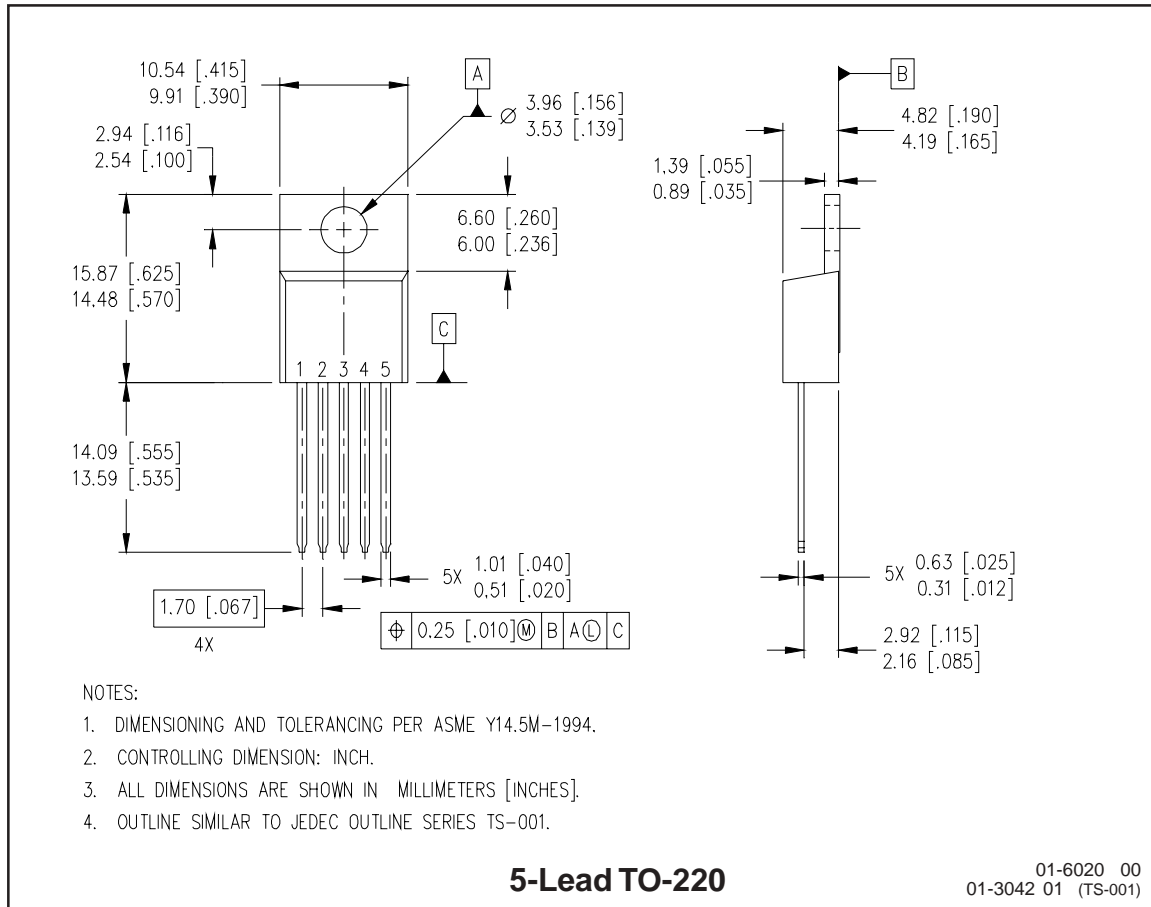 10.54 [.415]
9.91 [.390]
A
Ø 3.96 [.156]
3.53 [.139]
B
4.82 [.190]
4.19 [.165]
2.94 [.116]
2.54 [.100]
1.39 [.055]
0.89 [.035]
6.60 [.260]
6.00 [.236]
15.87 [.625]
14.48 [.570]
C
1 2 3 4 5
14.09 [.555]
13.59 [.535]
5X 1.01 [.040]
0.51 [.020]
5X 0.63 [.025]
0.31 [.012]
1.70 [.067]
4X
⌖ 0.25 [.010] Ⓜ B A Ⓛ C
2.92 [.115]
2.16 [.085]
NOTES:
1. DIMENSIONING AND TOLERANCING PER ASME Y14.5M-1994.
2. CONTROLLING DIMENSION: INCH.
3. ALL DIMENSIONS ARE SHOWN IN MILLIMETERS [INCHES].
4. OUTLINE SIMILAR TO JEDEC OUTLINE SERIES TS-001.
5-Lead TO-220
01-6020 00
01-3042 01 (TS-001)